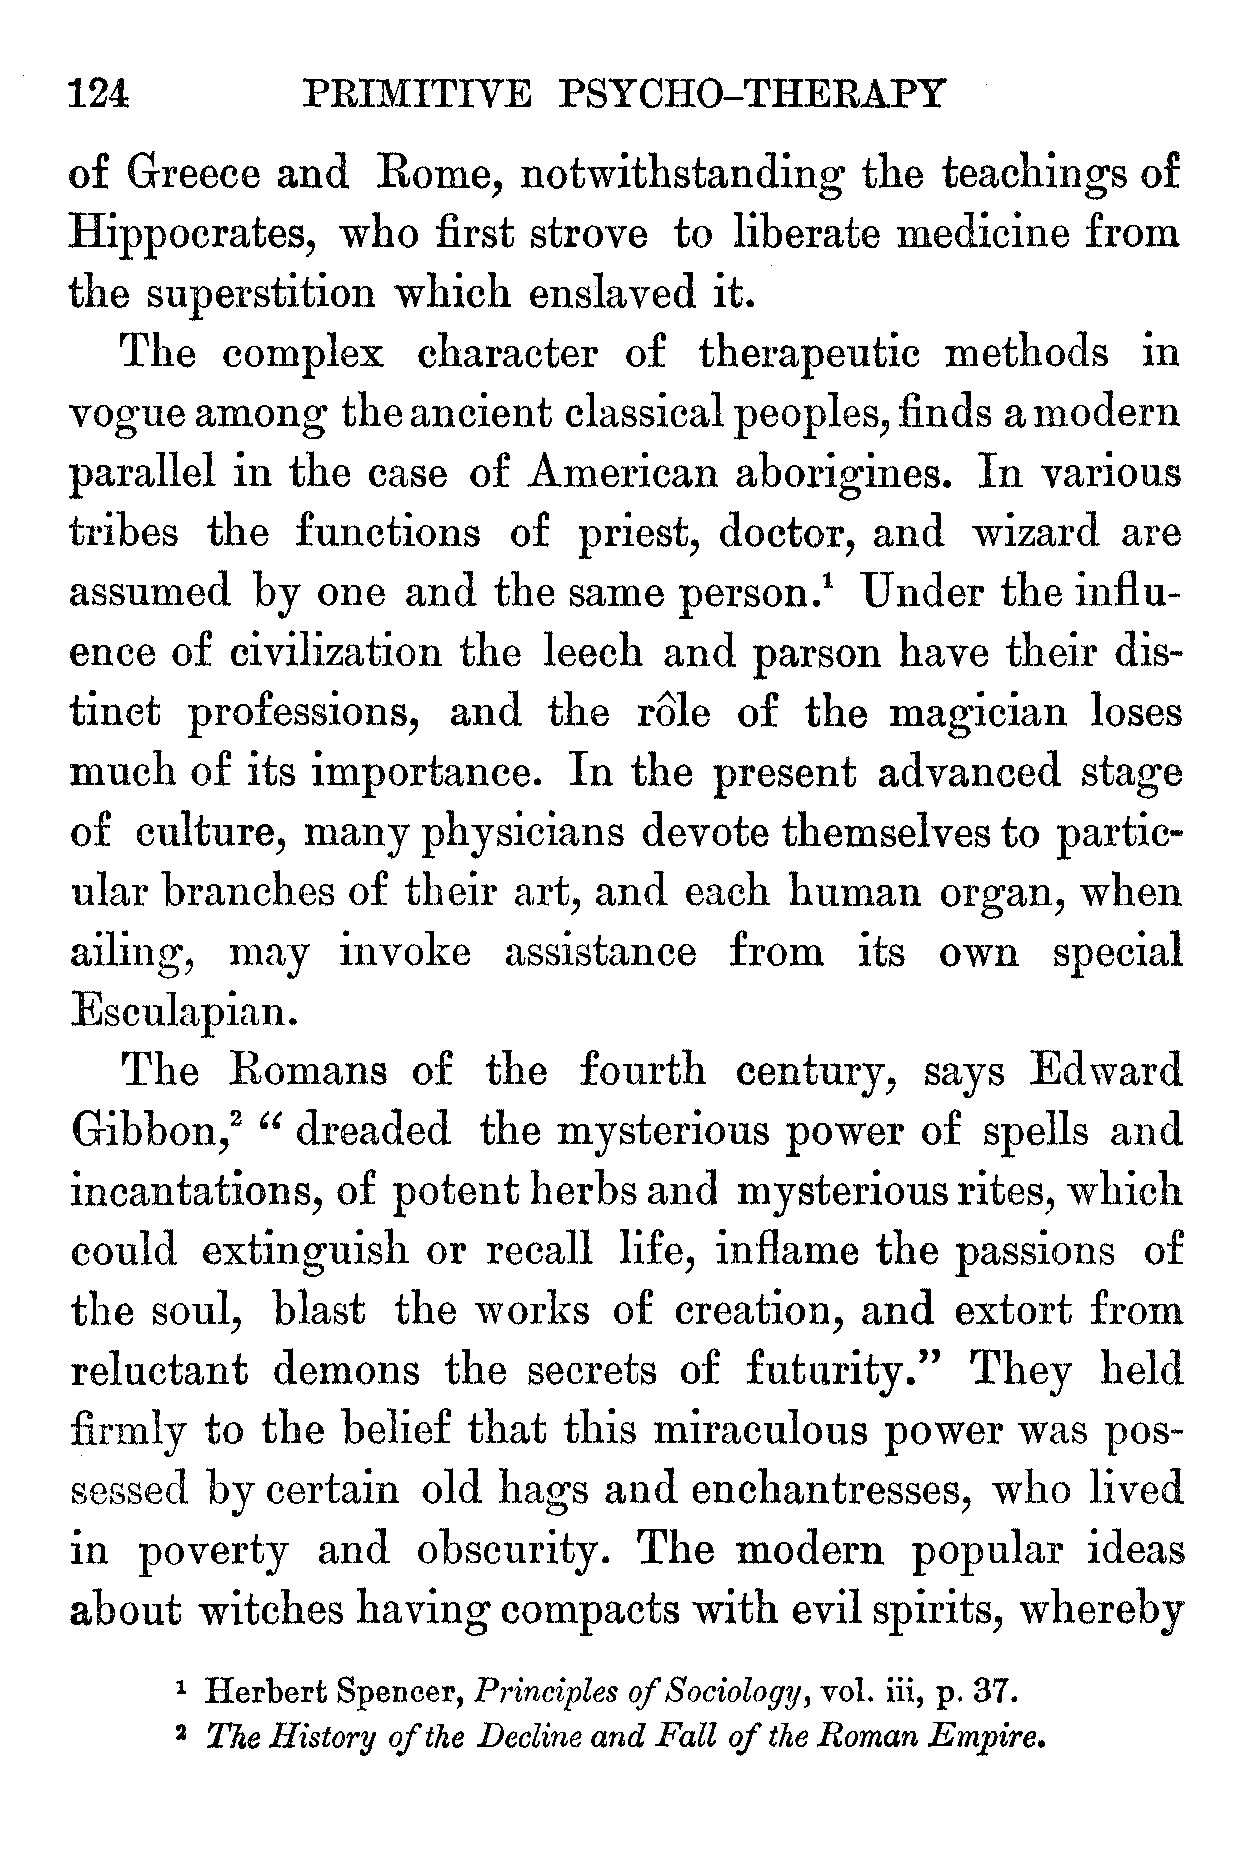 124 PRIMITIVE PSYCHO-THERAPY
of Greece and Rome, notwithstanding the teachings of
Hippocrates, who first strove to liberate medicine from
the superstition which enslaved it.
The complex character of therapeutic methods in
vogue among the ancient classical peoples, finds a modern
parallel in the case of American aborigines. In various
tribes the functions of priest, doctor, and wizard are
assumed by one and the same person.¹ Under the influ-
ence of civilization the leech and parson have their dis-
tinct professions, and the rôle of the magician loses
much of its importance. In the present advanced stage
of culture, many physicians devote themselves to partic-
ular branches of their art, and each human organ, when
ailing, may invoke assistance from its own special
Esculapian.
The Romans of the fourth century, says Edward
Gibbon,² “ dreaded the mysterious power of spells and
incantations, of potent herbs and mysterious rites, which
could extinguish or recall life, inflame the passions of
the soul, blast the works of creation, and extort from
reluctant demons the secrets of futurity.” They held
firmly to the belief that this miraculous power was pos-
sessed by certain old hags and enchantresses, who lived
in poverty and obscurity. The modern popular ideas
about witches having compacts with evil spirits, whereby
¹ Herbert Spencer, Principles of Sociology, vol. iii, p. 37.
² The History of the Decline and Fall of the Roman Empire.